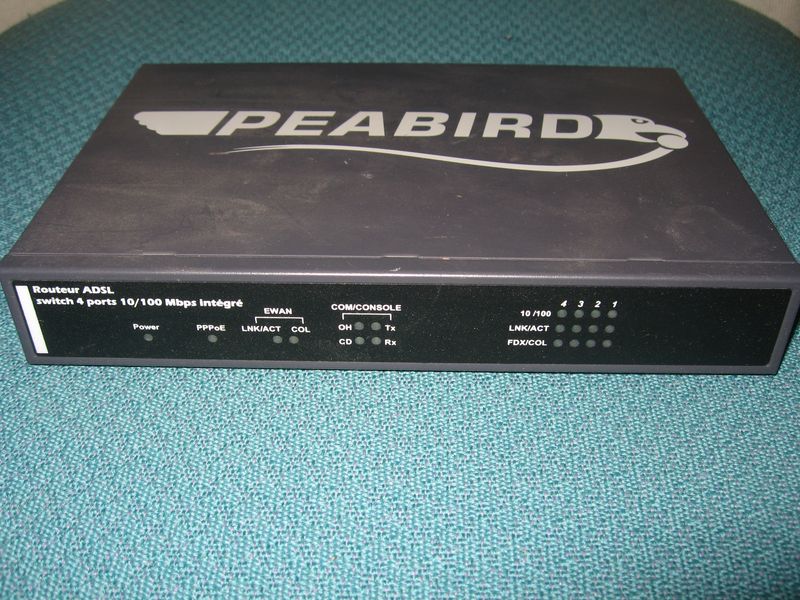 PEABIRD
Routeur ADSL
switch 4 ports 10/100 Mbps intégré
Power
PPPoE
EWAN
LNK/ACT COL
COM/CONSOLE
OH Tx
CD Rx
4 3 2 1
10/100
LNK/ACT
FDX/COL